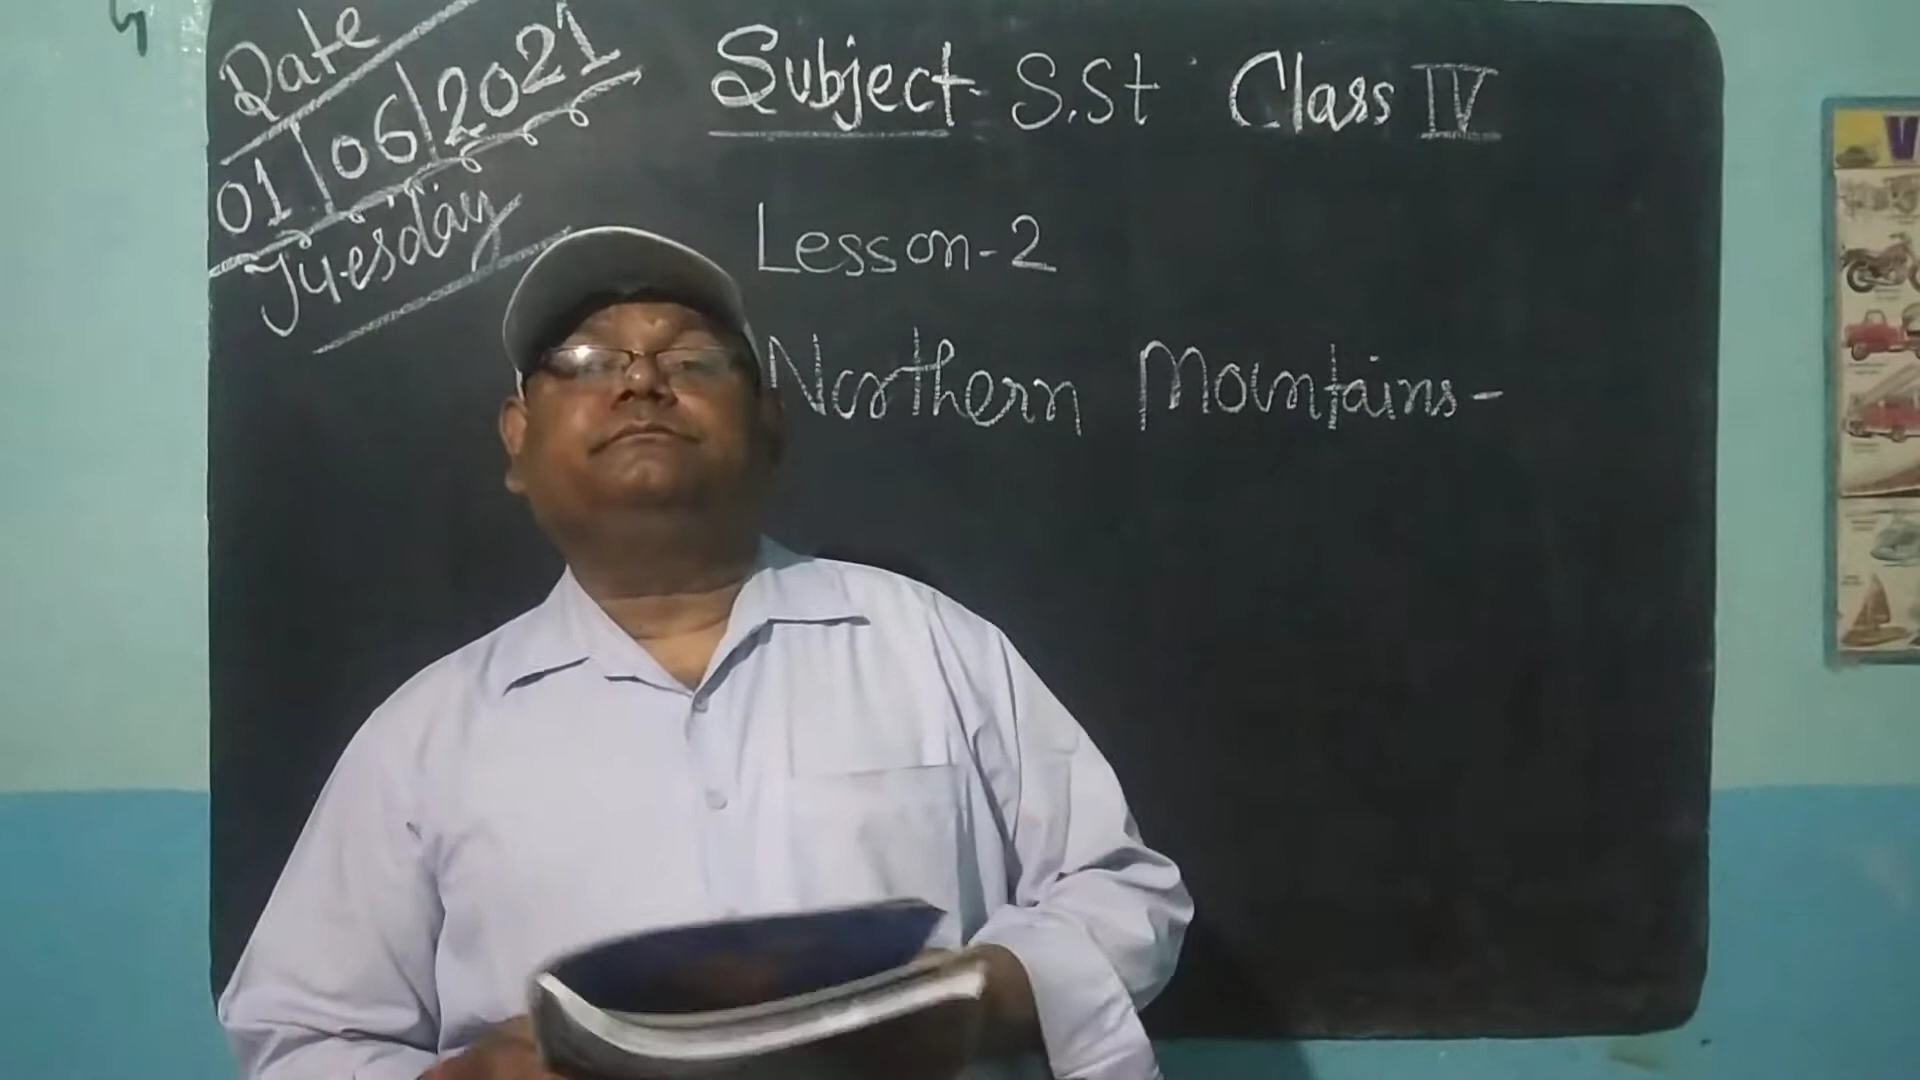 Date
01/06/2021
Tuesday
Subject- S.St Class IV
Lesson-2
Northern Mountains-